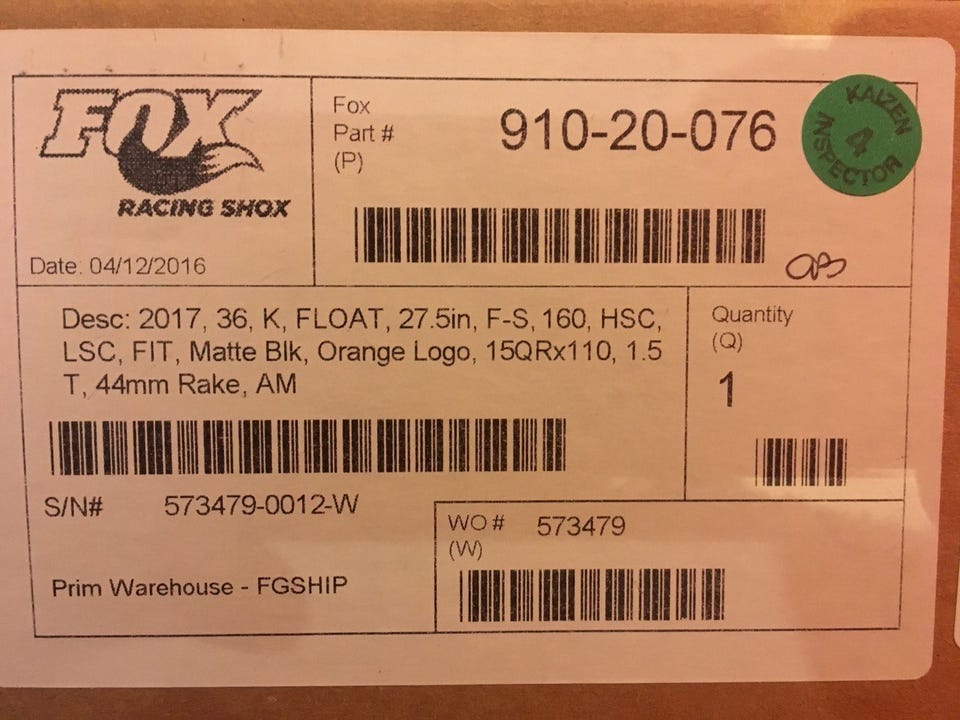 FOX
RACING SHOX
Date: 04/12/2016
Fox
Part #
(P)
910-20-076
KAIZEN
4
INSPECTOR
Desc: 2017, 36, K, FLOAT, 27.5in, F-S, 160, HSC,
LSC, FIT, Matte Blk, Orange Logo, 15QRx110, 1.5
T, 44mm Rake, AM
Quantity
(Q)
1
S/N# 573479-0012-W
Prim Warehouse - FGSHIP
WO # 573479
(W)